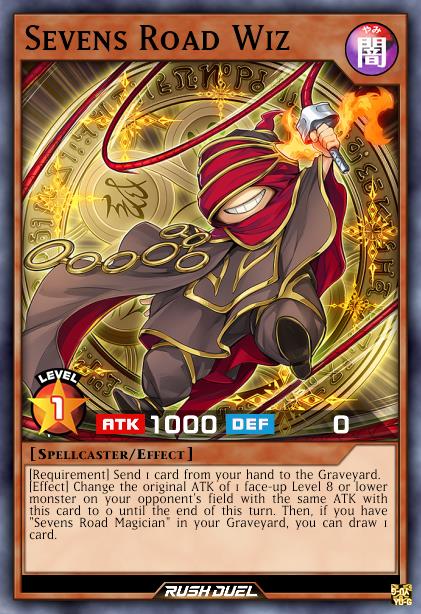 Sevens Road Wiz
やみ
闇
LEVEL
1
ATK 1000 DEF 0
[Spellcaster/Effect]
[Requirement] Send 1 card from your hand to the Graveyard.
[Effect] Change the original ATK of 1 face-up Level 8 or lower
monster on your opponent's field with the same ATK with
this card to 0 until the end of this turn. Then, if you have
"Sevens Road Magician" in your Graveyard, you can draw 1
card.
RUSH DUEL